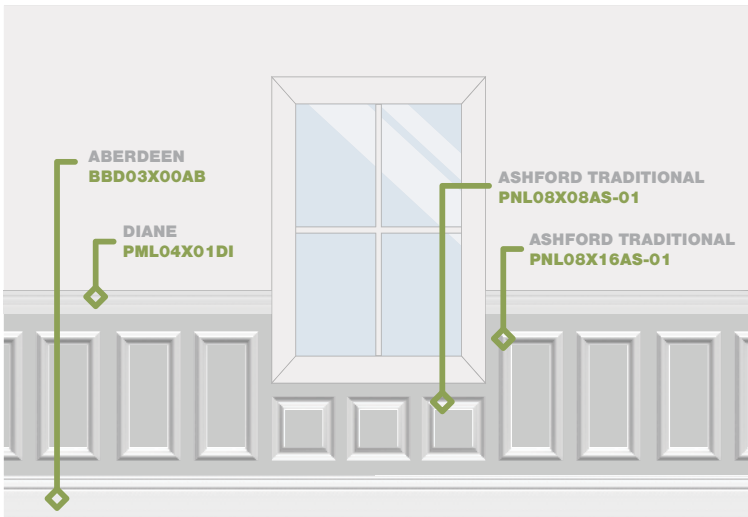 ABERDEEN
BBD03X00AB
DIANE
PML04X01DI
ASHFORD TRADITIONAL
PNL08X08AS-01
ASHFORD TRADITIONAL
PNL08X16AS-01